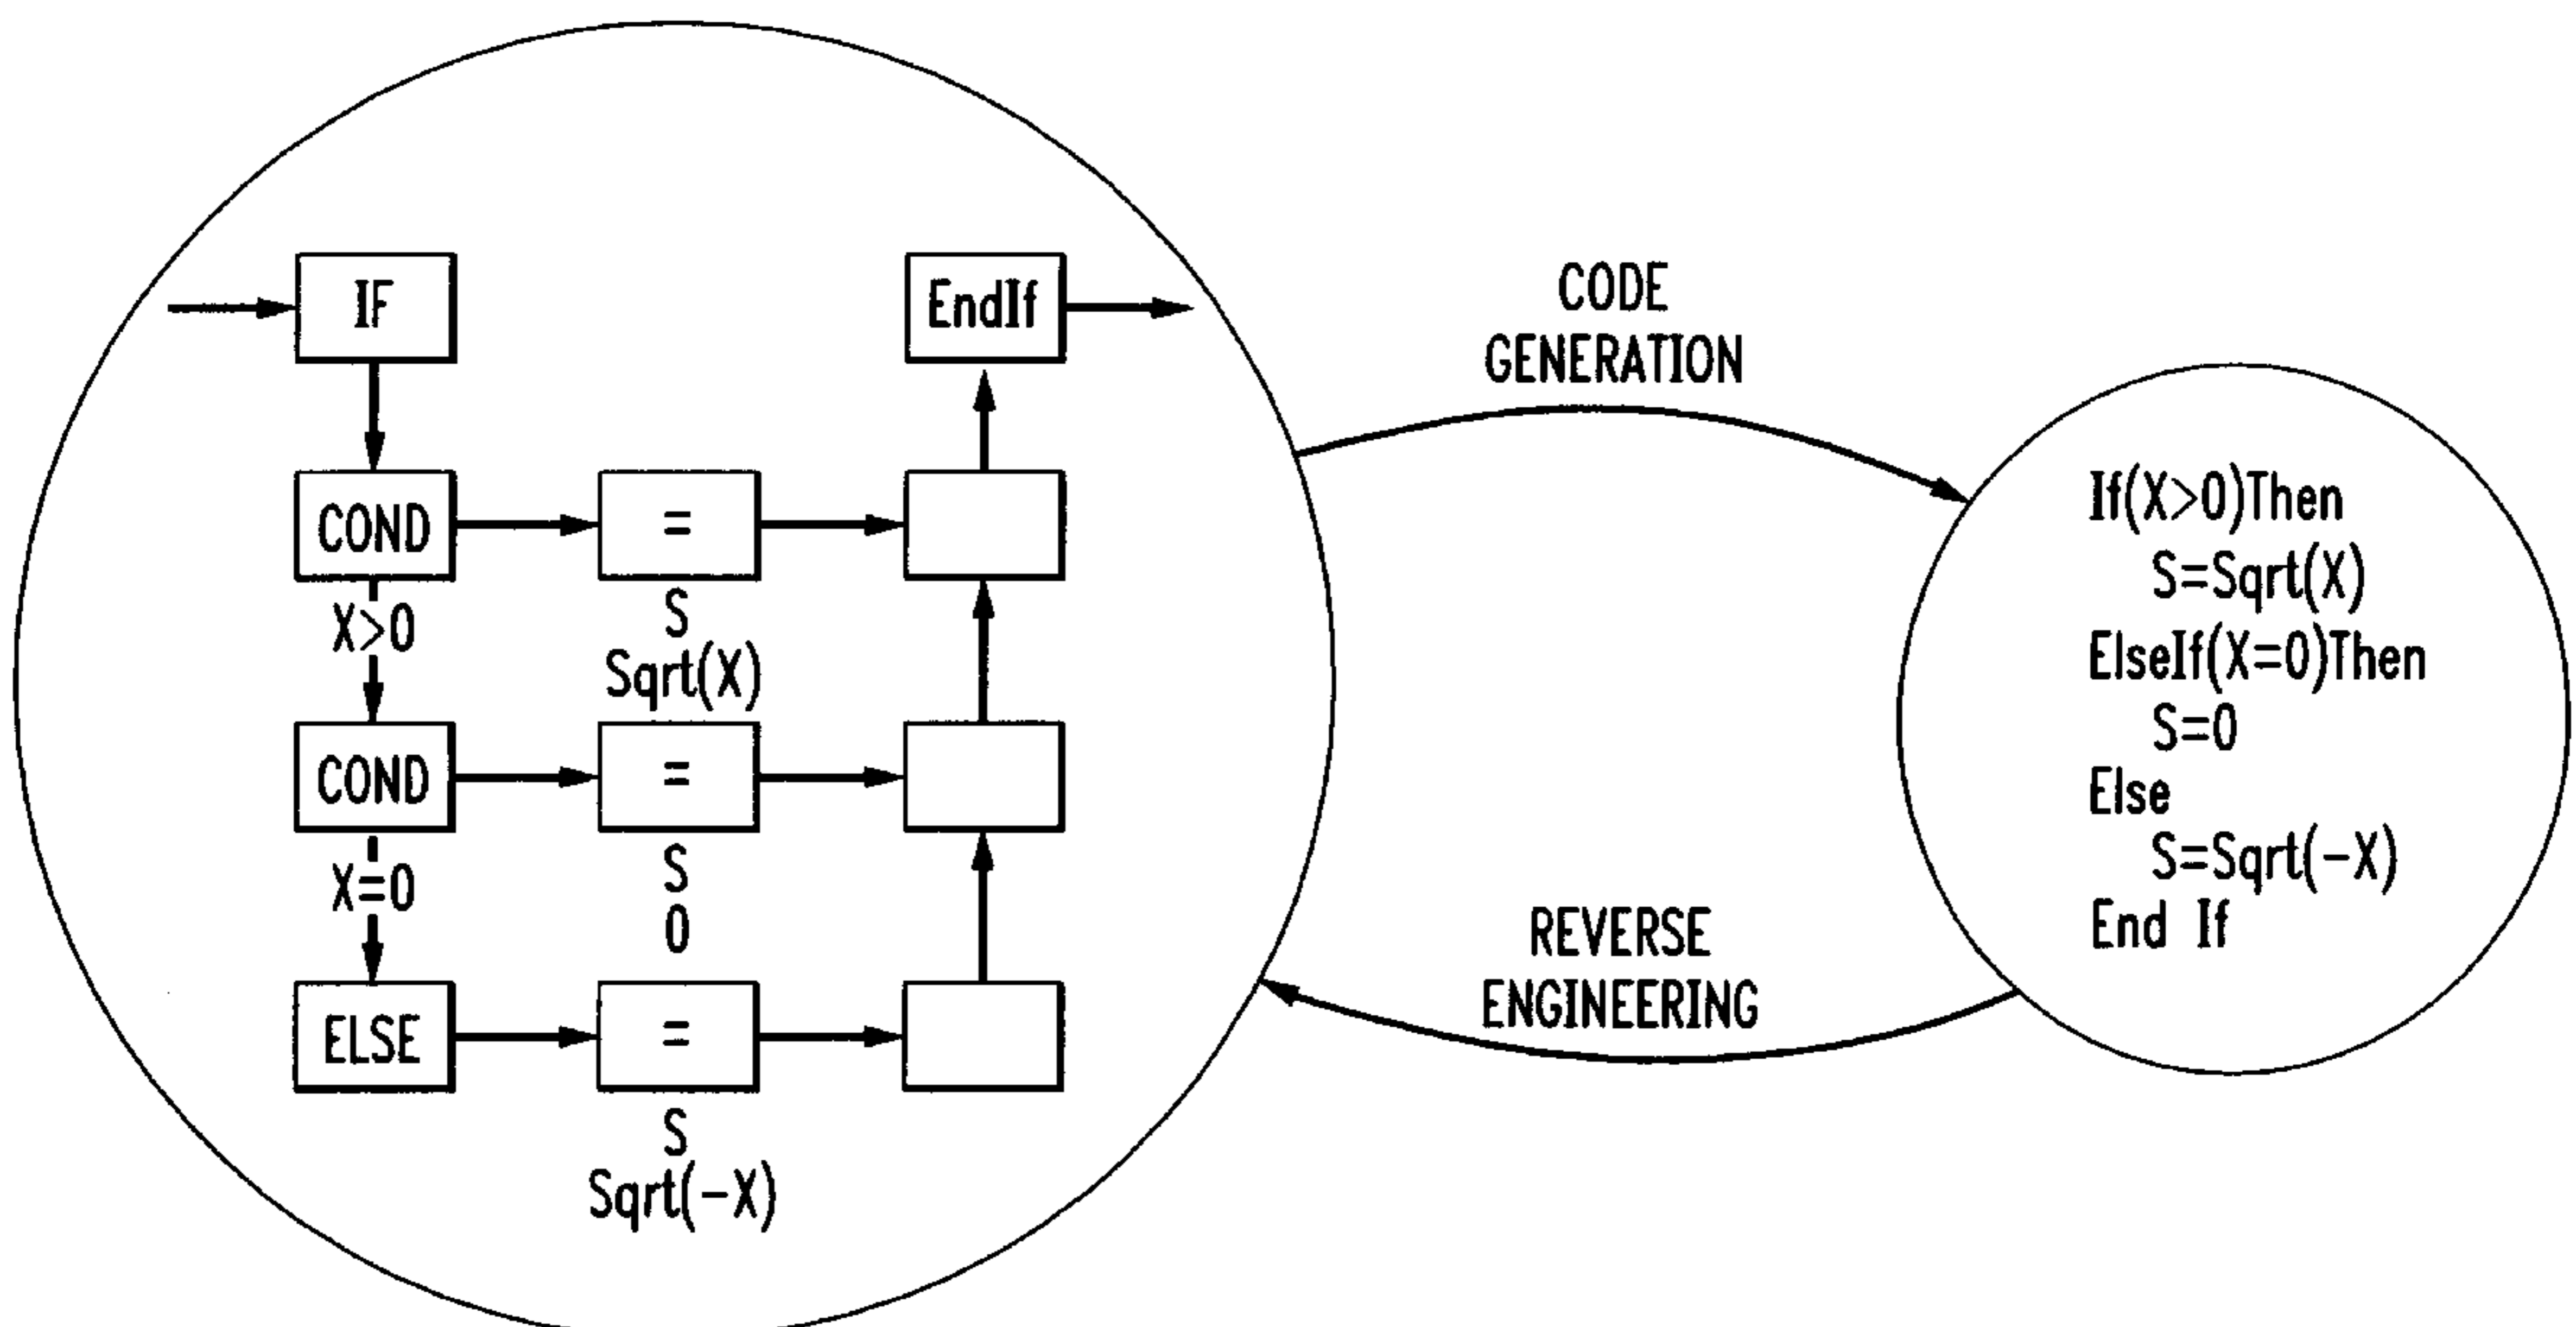 IF
EndIf
COND
=
X>0
S
Sqrt(X)
COND
=
X=0
S
0
ELSE
=
S
Sqrt(-X)
CODE
GENERATION
REVERSE
ENGINEERING
If(X>0)Then
S=Sqrt(X)
ElseIf(X=0)Then
S=0
Else
S=Sqrt(-X)
End If